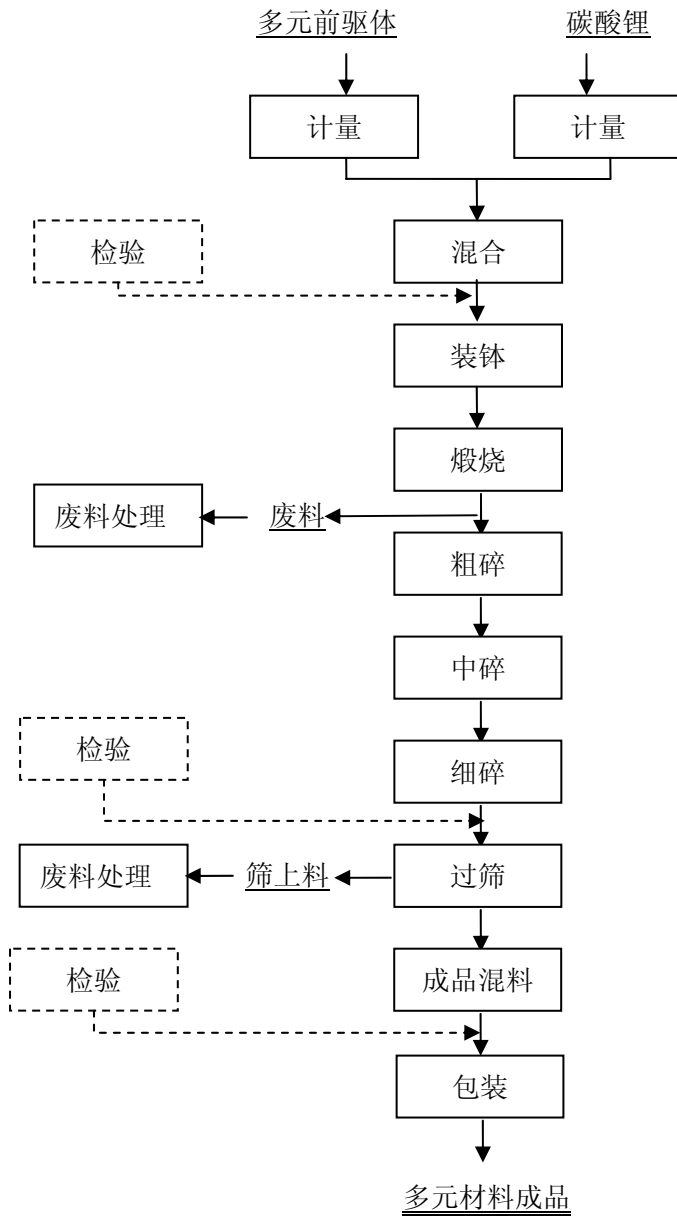 多元前驱体
碳酸锂
计量
计量
检验
混合
装钵
煅烧
废料处理
废料
粗碎
中碎
检验
细碎
废料处理
筛上料
过筛
检验
成品混料
包装
多元材料成品